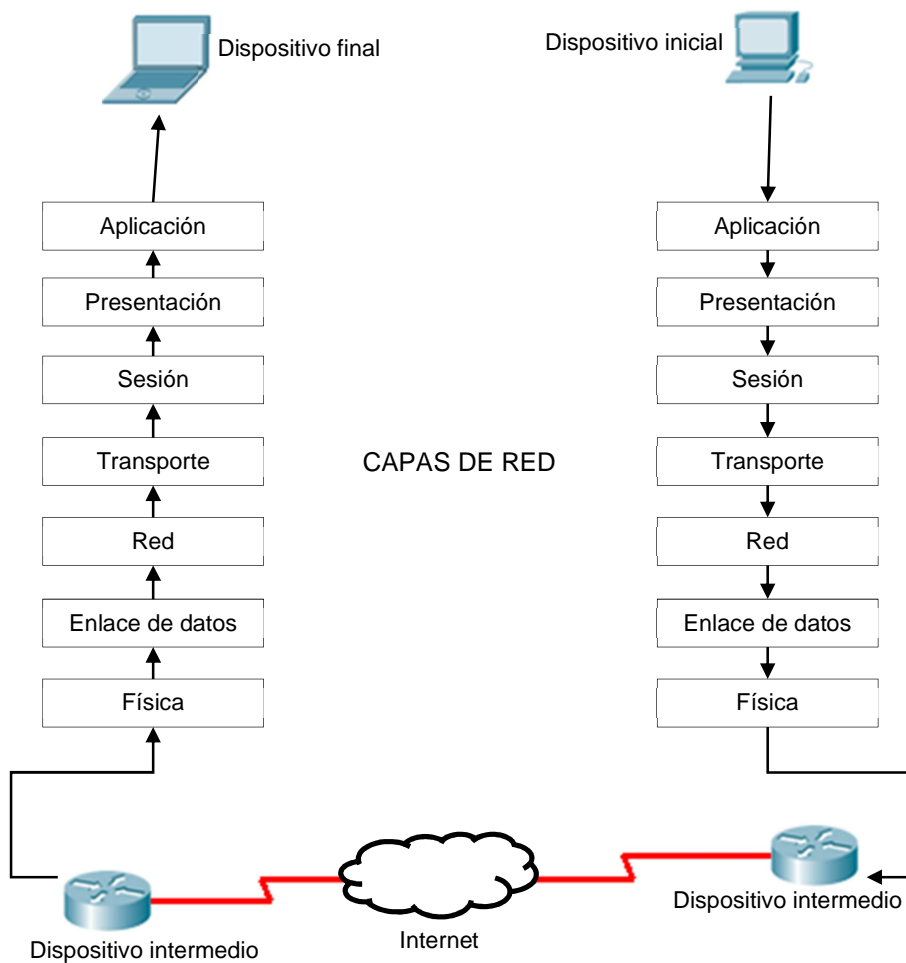 Dispositivo final
Dispositivo inicial
Aplicación
Presentación
Sesión
Transporte
Red
Enlace de datos
Física
CAPAS DE RED
Aplicación
Presentación
Sesión
Transporte
Red
Enlace de datos
Física
Dispositivo intermedio
Internet
Dispositivo intermedio